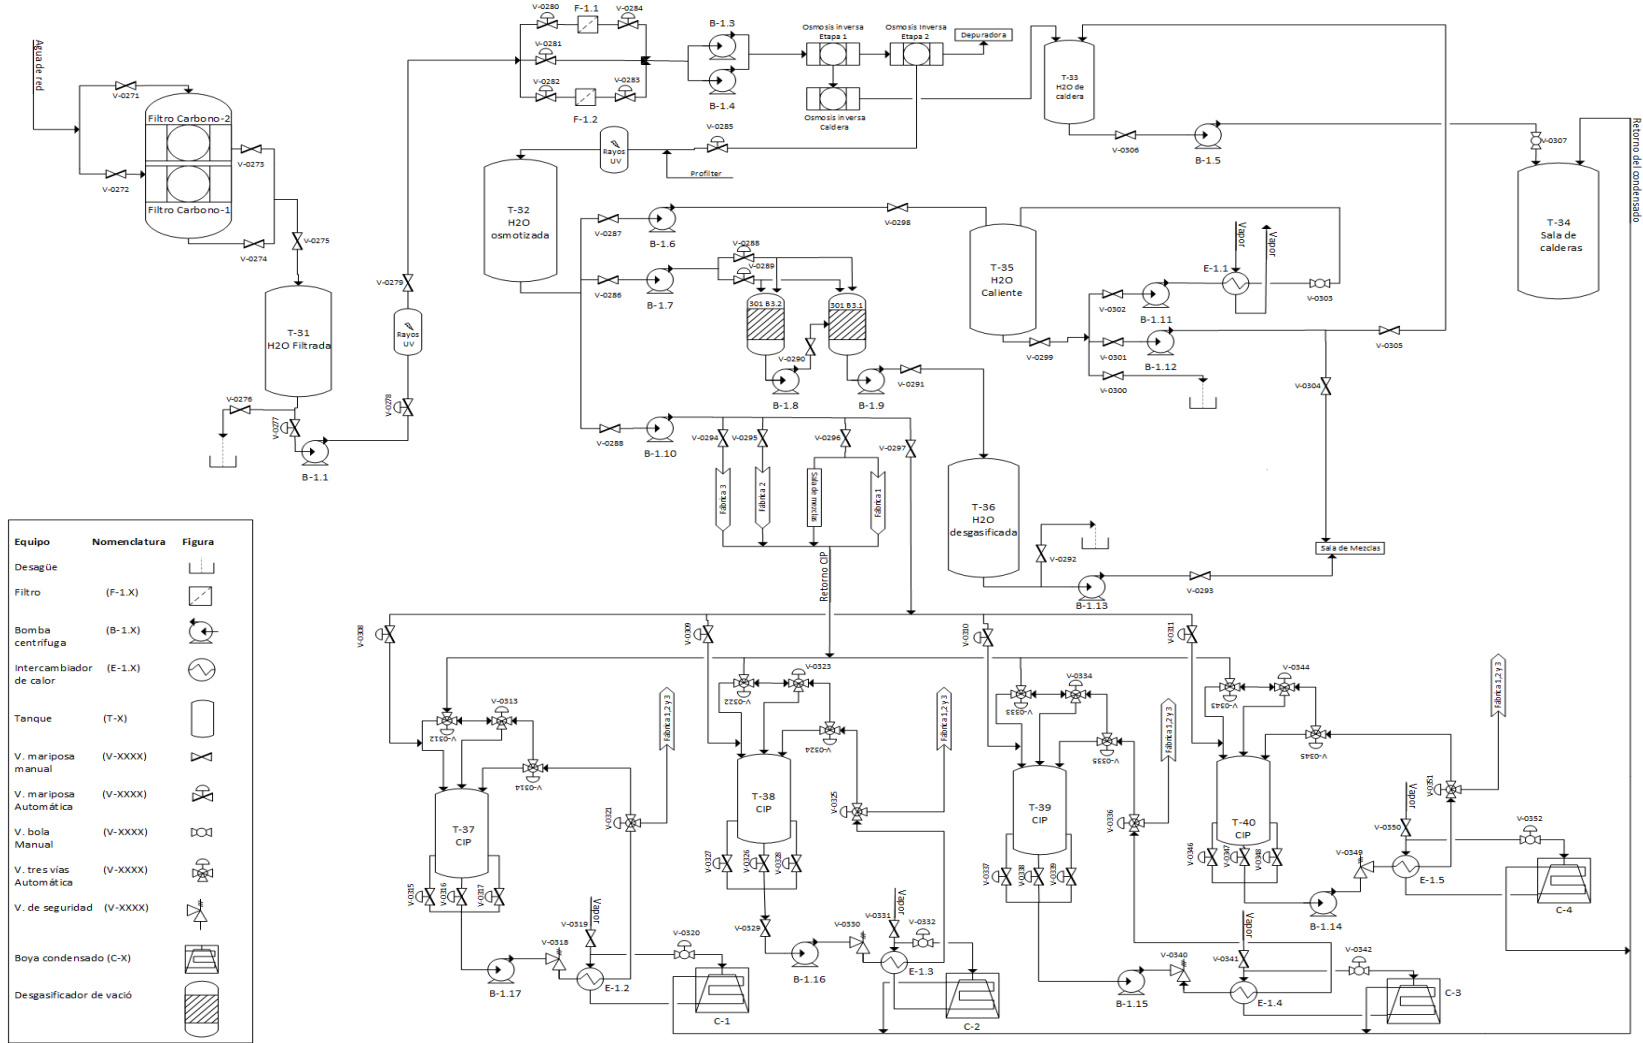 Agua de red
V-0271
V-0272
Filtro Carbono-2
Filtro Carbono-1
V-0273
V-0274
V-0275
T-31
H2O Filtrada
V-0276
V-0277
B-1.1
V-0278
Rayos
UV
V-0279
V-0280
F-1.1
V-0284
V-0281
V-0282
V-0283
F-1.2
B-1.3
B-1.4
Osmosis inversa
Etapa 1
Osmosis Inversa
Etapa 2
Depuradora
Osmosis inversa
Caldera
V-0285
Profilter
Rayos
UV
T-32
H2O
osmotizada
T-33
H2O de
caldera
V-0306
B-1.5
V-0307
T-34
Sala de
calderas
Retorno del condensado
V-0287
B-1.6
V-0298
V-0286
B-1.7
V-0288
V-0289
301 B3.2
301 B3.1
V-0290
B-1.8
B-1.9
V-0291
T-35
H2O
Caliente
V-0299
V-0302
B-1.11
V-0301
B-1.12
V-0300
Vapor
Vapor
E-1.1
V-0303
V-0305
V-0304
V-0288
B-1.10
V-0294
V-0295
V-0296
V-0297
Fábrica 3
Fábrica 2
Sala de mezclas
Fábrica 1
Retorno CIP
T-36
H2O
desgasificada
V-0292
B-1.13
V-0293
Sala de Mezclas
Equipo Nomenclatura Figura
Desagüe
Filtro (F-1.X)
Bomba (B-1.X)
centrífuga
Intercambiador (E-1.X)
de calor
Tanque (T-X)
V. mariposa (V-XXXX)
manual
V. mariposa (V-XXXX)
Automática
V. bola (V-XXXX)
Manual
V. tres vías (V-XXXX)
Automática
V. de seguridad (V-XXXX)
Boya condensado (C-X)
Desgasificador de vació
V-0308
V-0309
V-0310
V-0311
V-0312
V-0313
V-0314
T-37
CIP
V-0315
V-0316
V-0317
B-1.17
V-0318
V-0319
Vapor
E-1.2
V-0320
C-1
V-0321
Fábrica 1,2 y 3
V-0322
V-0323
V-0324
T-38
CIP
V-0325
Fábrica 1,2 y 3
V-0327
V-0326
V-0328
V-0329
B-1.16
V-0330
V-0331
Vapor
V-0332
E-1.3
C-2
V-0333
V-0334
V-0335
T-39
CIP
V-0336
Fábrica 1,2 y 3
V-0337
V-0338
V-0339
B-1.15
V-0340
V-0341
Vapor
E-1.4
V-0342
C-3
V-0343
V-0344
V-0345
T-40
CIP
V-0346
V-0347
V-0348
B-1.14
V-0349
V-0350
Vapor
E-1.5
V-0351
V-0352
C-4
Fábrica 1,2 y 3